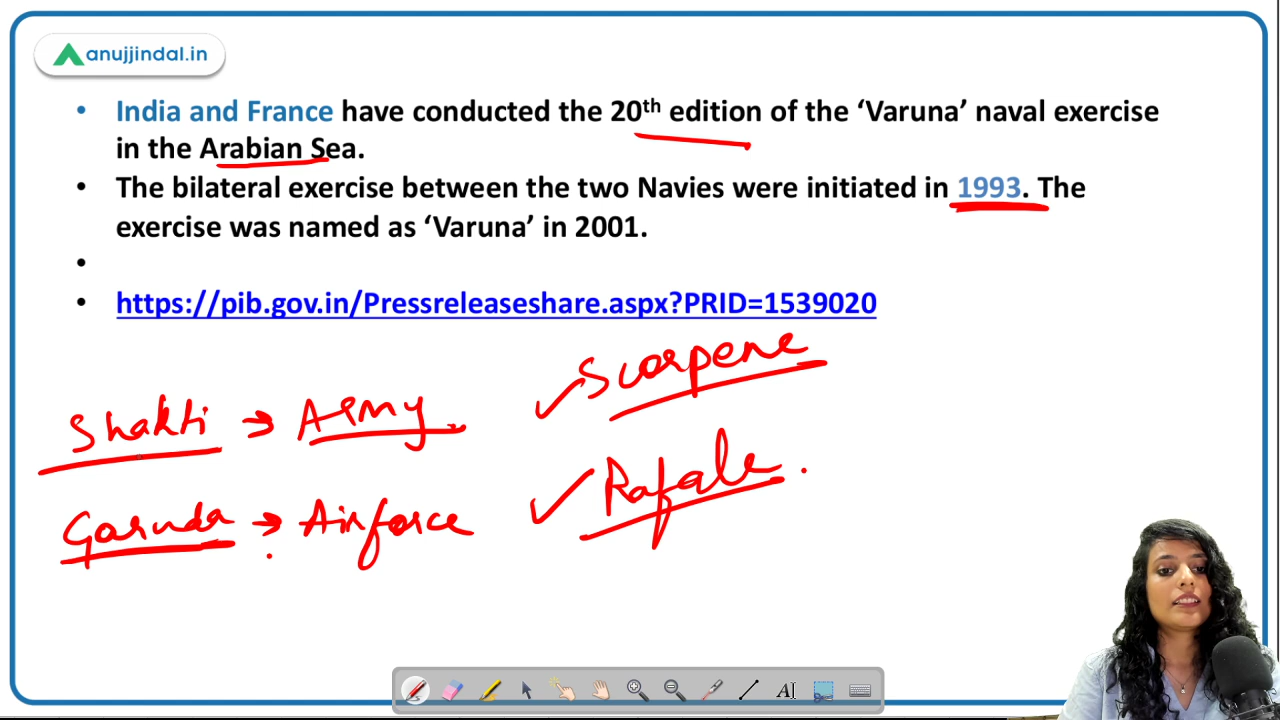 anujjindal.in
• India and France have conducted the 20th edition of the ‘Varuna’ naval exercise
in the Arabian Sea.
• The bilateral exercise between the two Navies were initiated in 1993. The
exercise was named as ‘Varuna’ in 2001.
•
• https://pib.gov.in/Pressreleaseshare.aspx?PRID=1539020
Scorpene
Shakti → Army
Rafale
Garuda → Airforce
AI